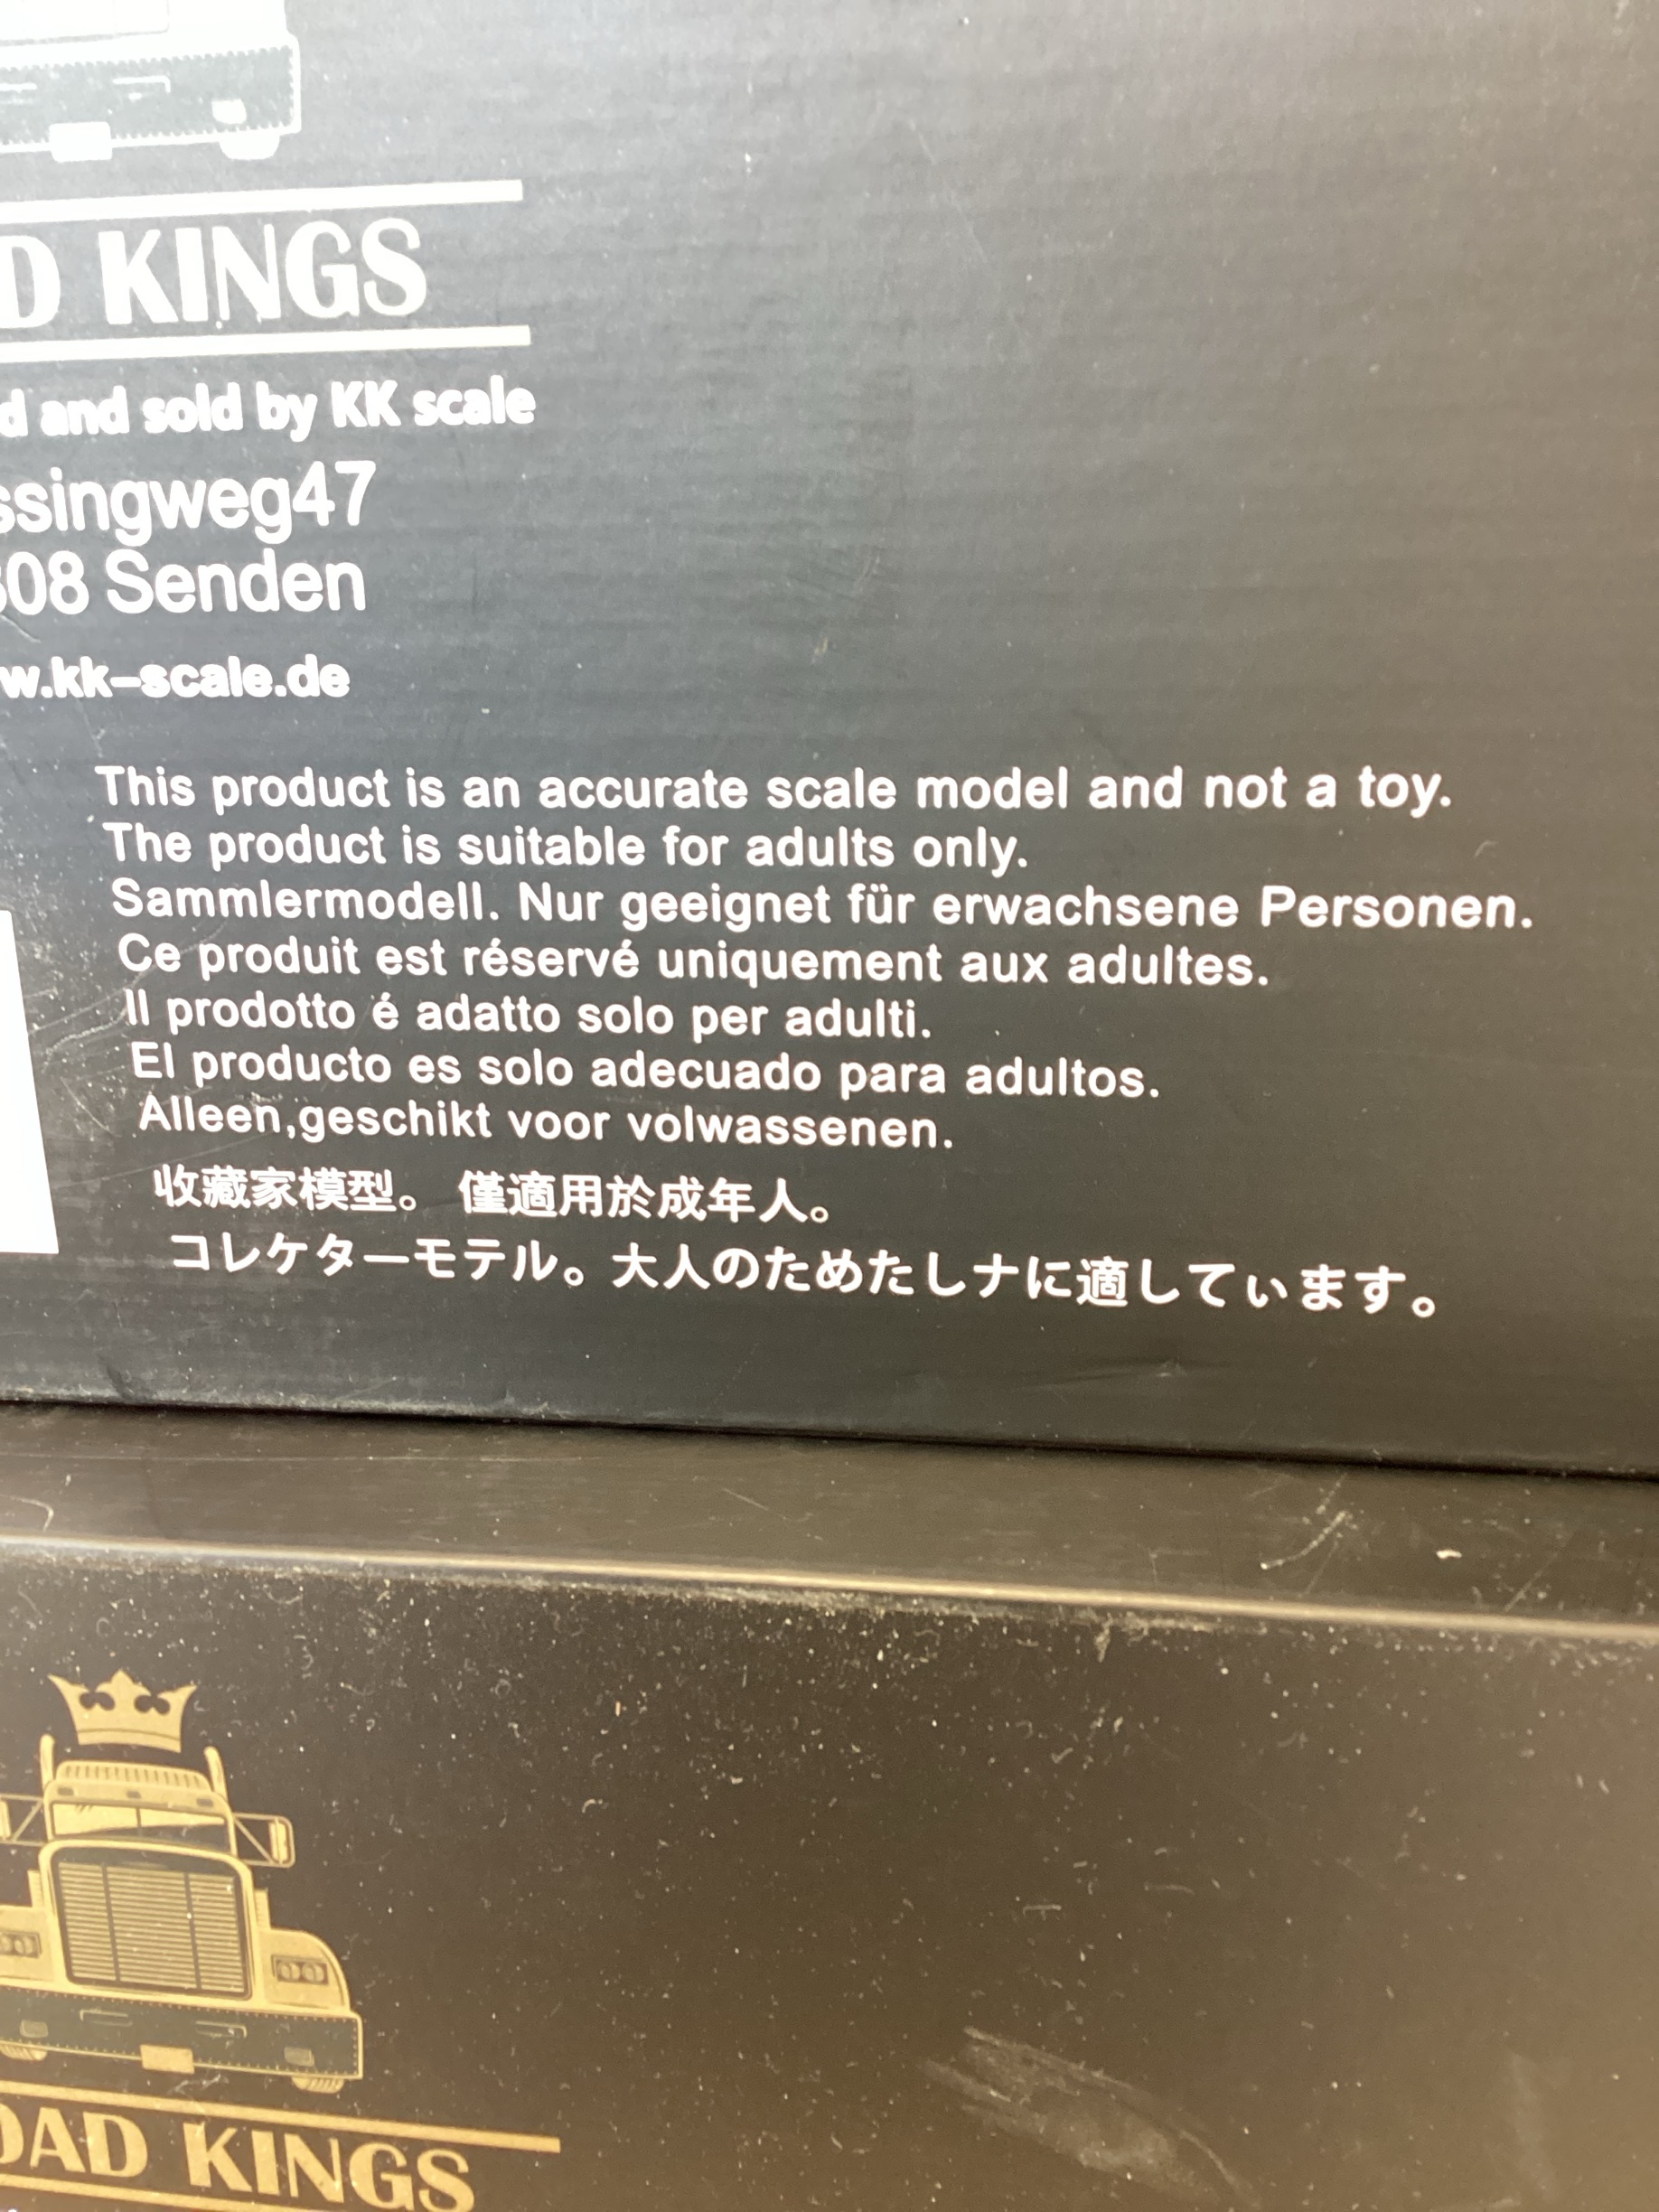 D KINGS
d and sold by KK scale
ssingweg47
08 Senden
w.kk-scale.de
This product is an accurate scale model and not a toy.
The product is suitable for adults only.
Sammlermodell. Nur geeignet für erwachsene Personen.
Ce produit est réservé uniquement aux adultes.
Il prodotto é adatto solo per adulti.
El producto es solo adecuado para adultos.
Alleen,geschikt voor volwassenen.
收藏家模型。 僅適用於成年人。
コレケターモテル。大人のためたしナに適してぃます。
OAD KINGS